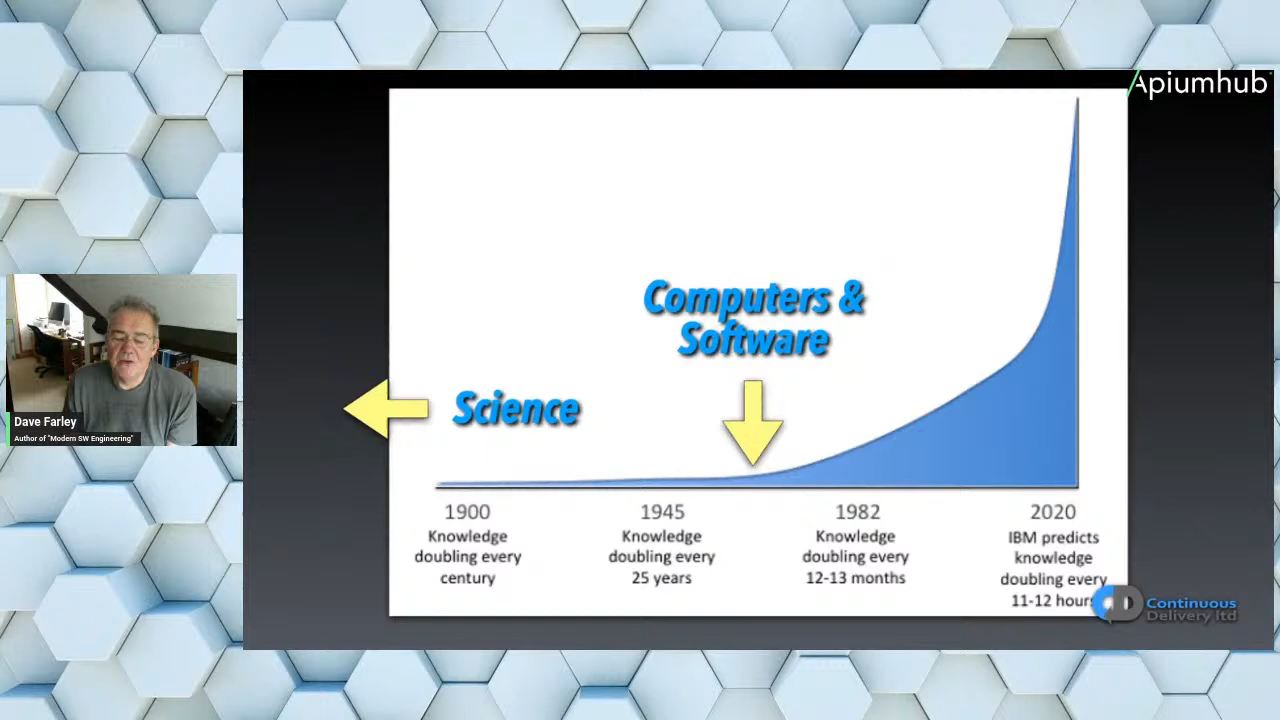 Apiumhub
Computers &
Software
Science
1900
Knowledge
doubling every
century
1945
Knowledge
doubling every
25 years
1982
Knowledge
doubling every
12-13 months
2020
IBM predicts
knowledge
doubling every
11-12 hours
Continuous
Delivery ltd
Dave Farley
Author of "Modern SW Engineering"